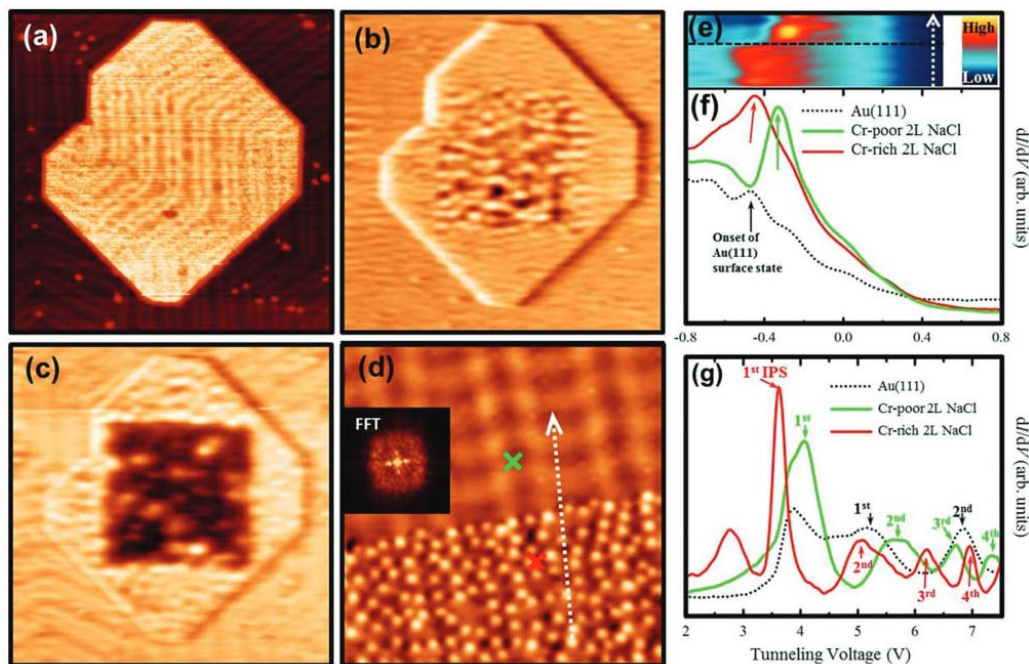 (a)
(b)
(c)
(d)
FFT
(e)
High
Low
(f)
Au(111)
Cr-poor 2L NaCl
Cr-rich 2L NaCl
Onset of
Au(111)
surface state
dI/dV (arb. units)
-0.8 -0.4 0.0 0.4 0.8
(g)
1st IPS
Au(111)
Cr-poor 2L NaCl
Cr-rich 2L NaCl
1st
1st
2nd
3rd
2nd
4th
2nd
3rd
4th
dI/dV (arb. units)
2 3 4 5 6 7
Tunneling Voltage (V)